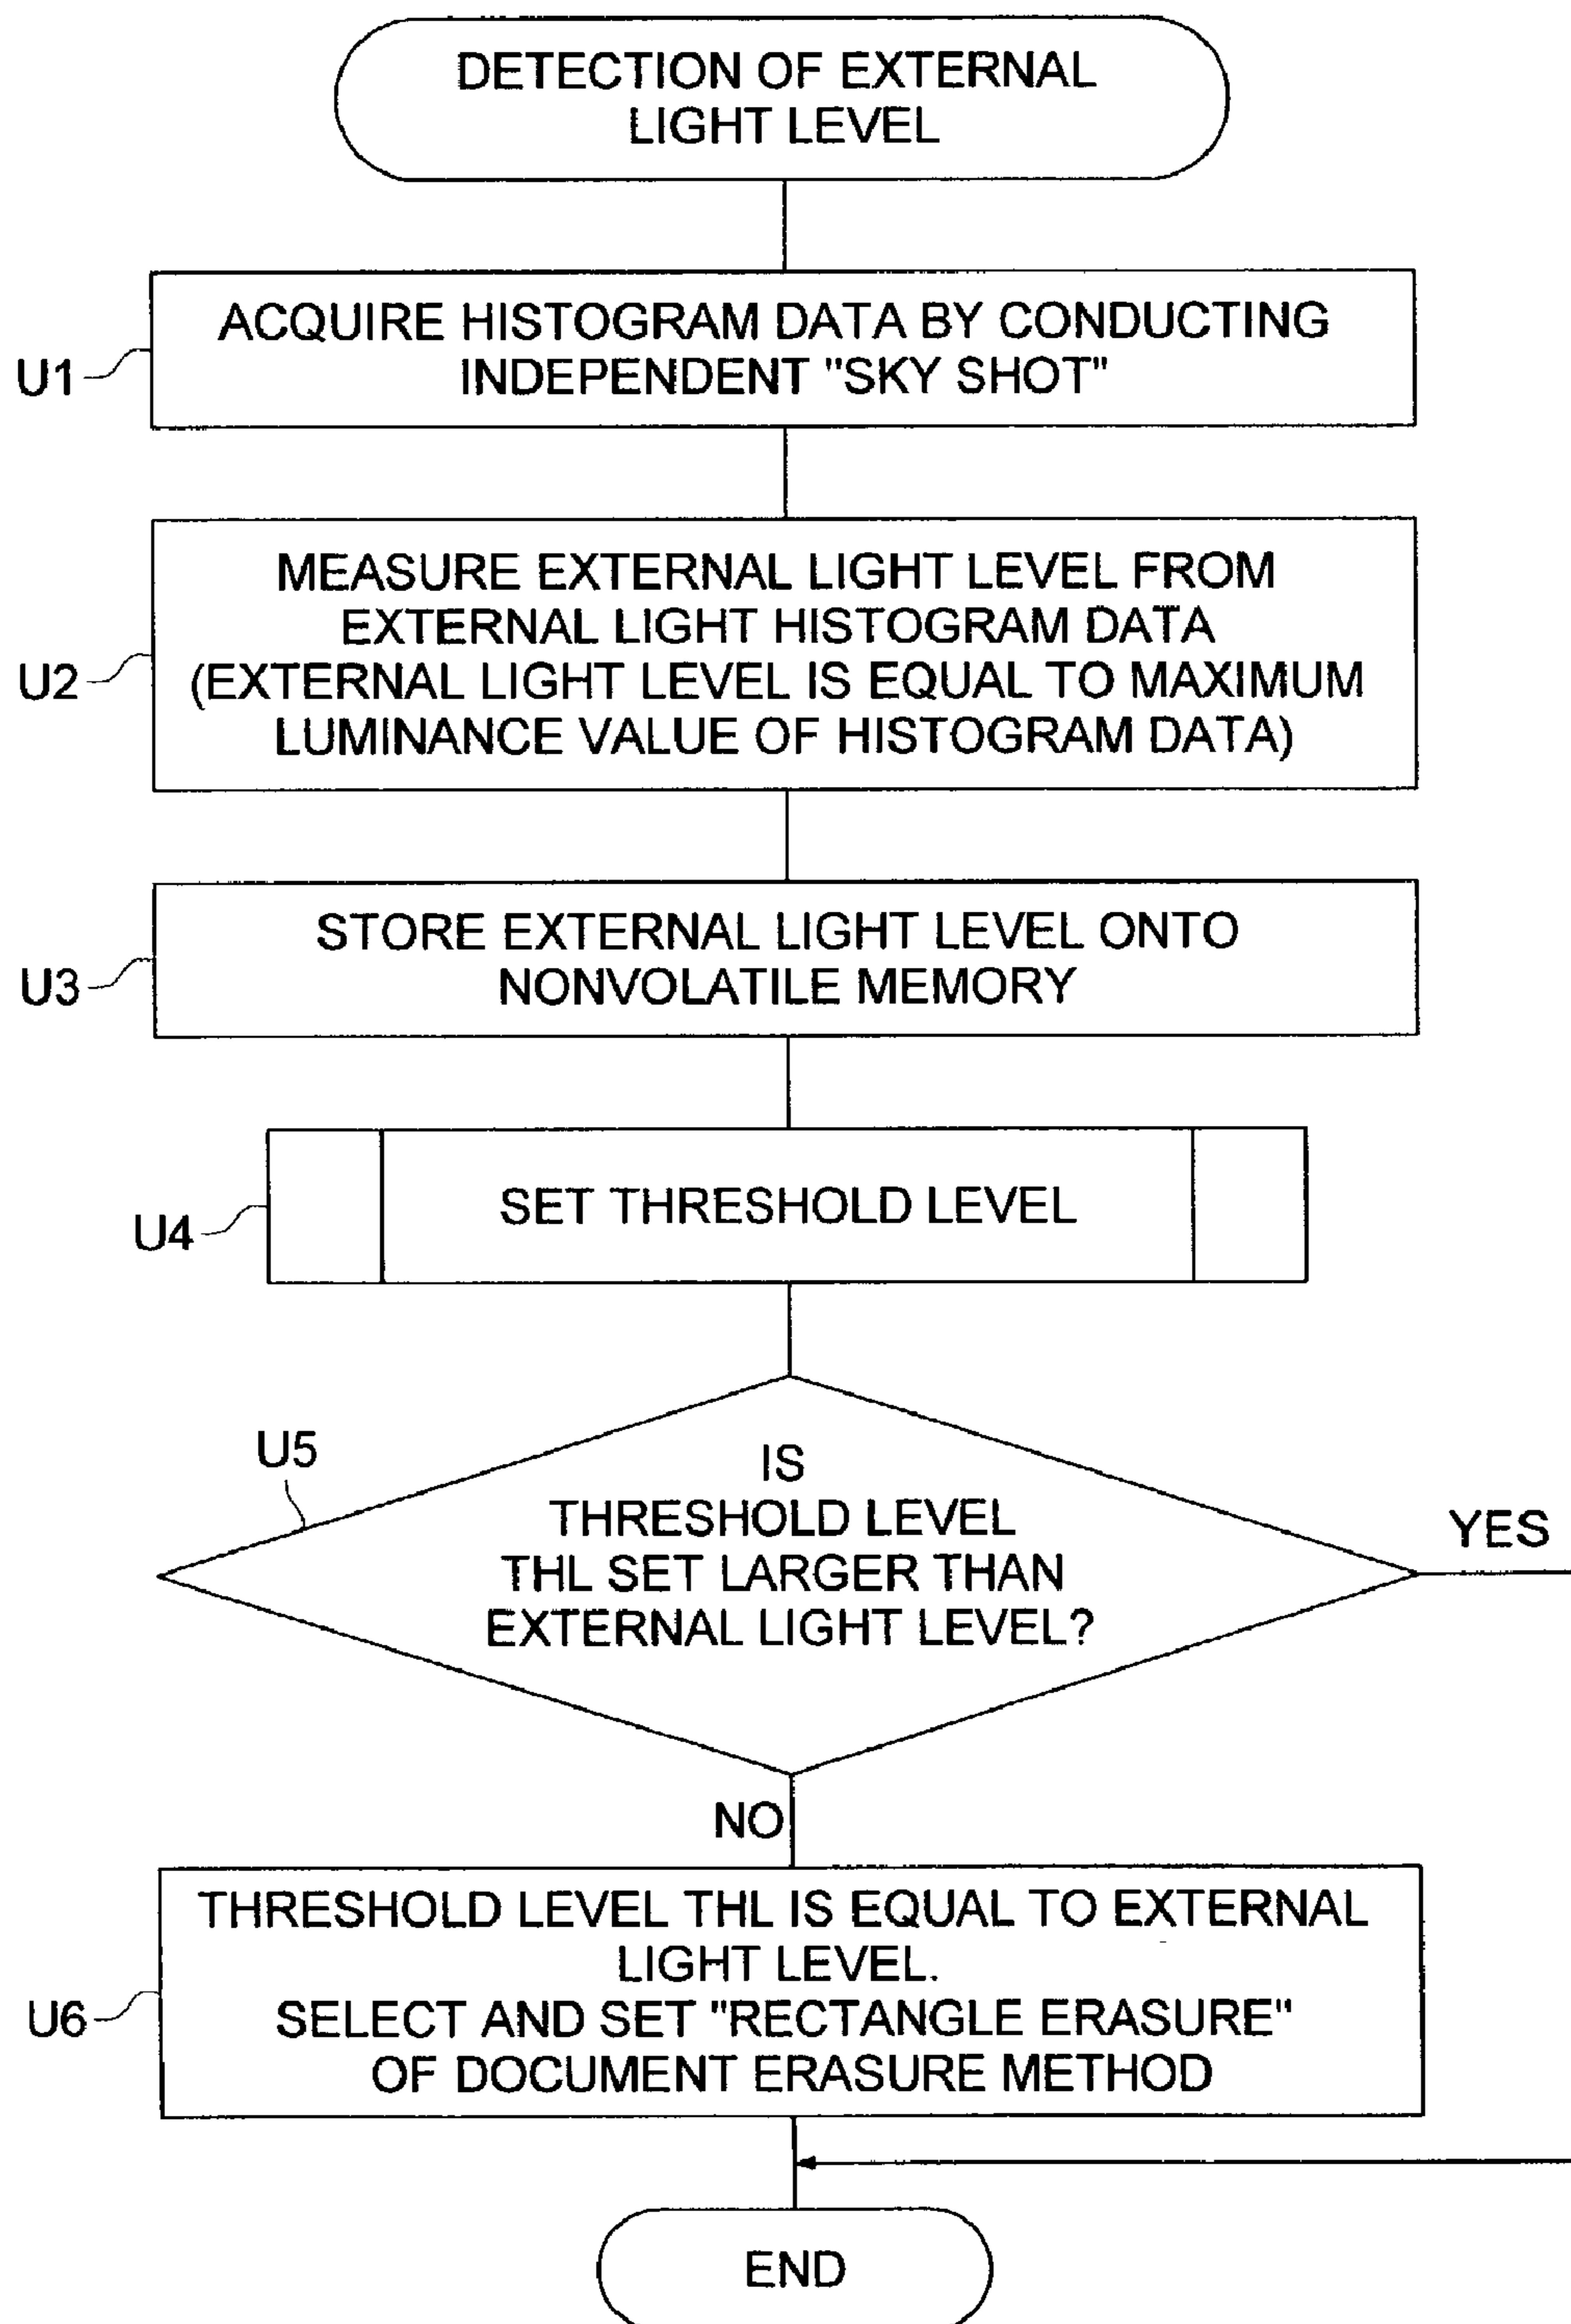 DETECTION OF EXTERNAL
LIGHT LEVEL
U1
ACQUIRE HISTOGRAM DATA BY CONDUCTING
INDEPENDENT "SKY SHOT"
U2
MEASURE EXTERNAL LIGHT LEVEL FROM
EXTERNAL LIGHT HISTOGRAM DATA
(EXTERNAL LIGHT LEVEL IS EQUAL TO MAXIMUM
LUMINANCE VALUE OF HISTOGRAM DATA)
U3
STORE EXTERNAL LIGHT LEVEL ONTO
NONVOLATILE MEMORY
U4
SET THRESHOLD LEVEL
U5
IS
THRESHOLD LEVEL
THL SET LARGER THAN
EXTERNAL LIGHT LEVEL?
YES
NO
U6
THRESHOLD LEVEL THL IS EQUAL TO EXTERNAL
LIGHT LEVEL.
SELECT AND SET "RECTANGLE ERASURE"
OF DOCUMENT ERASURE METHOD
END